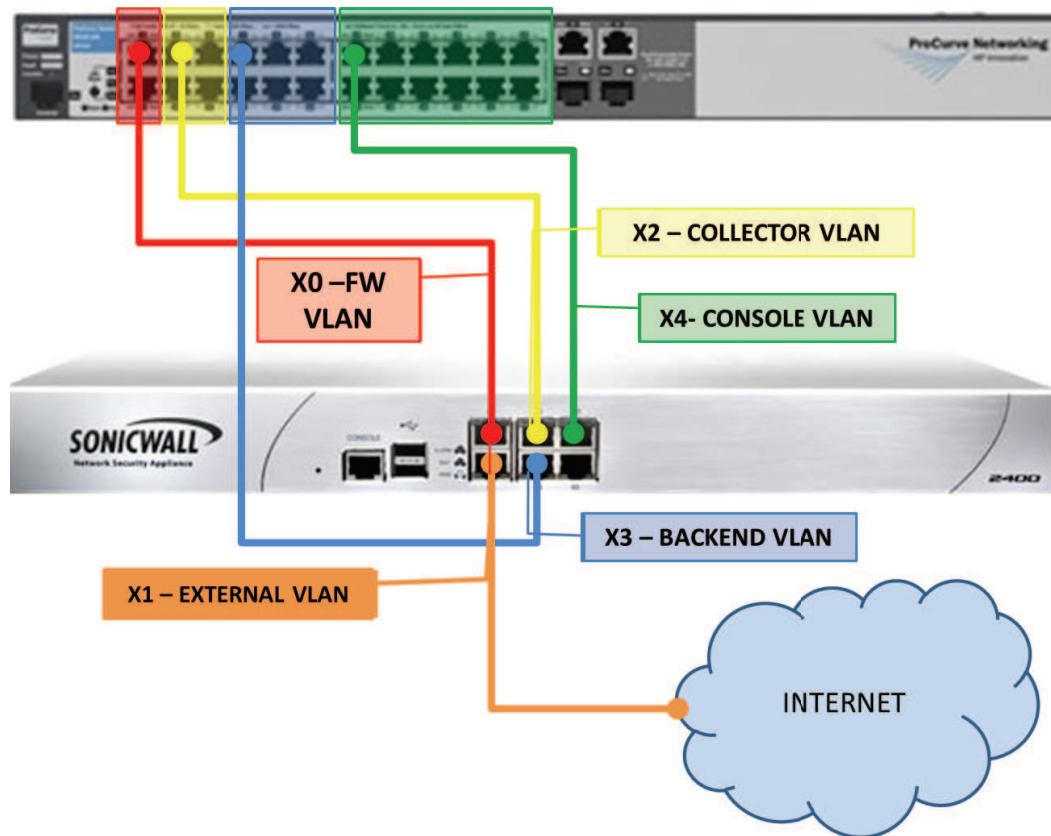 ProCurve Networking
HP Innovation
X2 – COLLECTOR VLAN
X0 –FW
VLAN
X4- CONSOLE VLAN
SONICWALL
Network Security Appliance
CONSOLE
2400
X3 – BACKEND VLAN
X1 – EXTERNAL VLAN
INTERNET